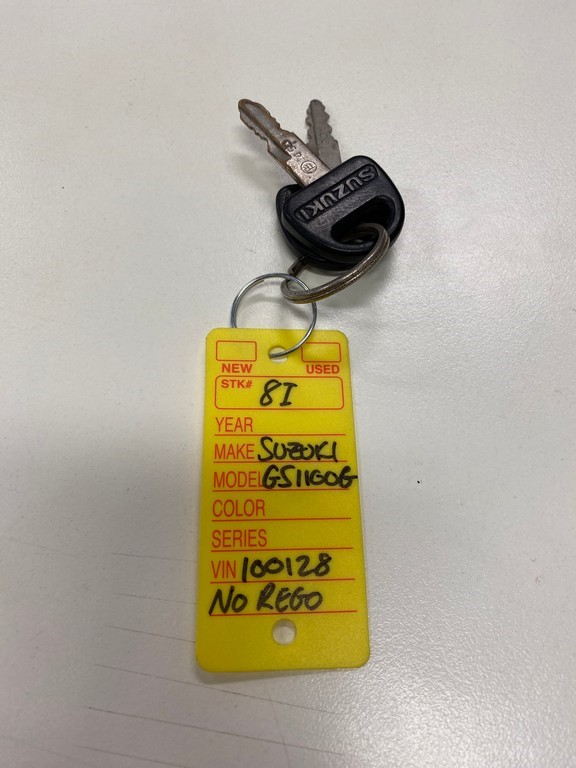 SUZUKI
NEW USED
STK# 8I
YEAR
MAKE SUZUKI
MODEL GS1100G
COLOR
SERIES
VIN 100128
NO REGO